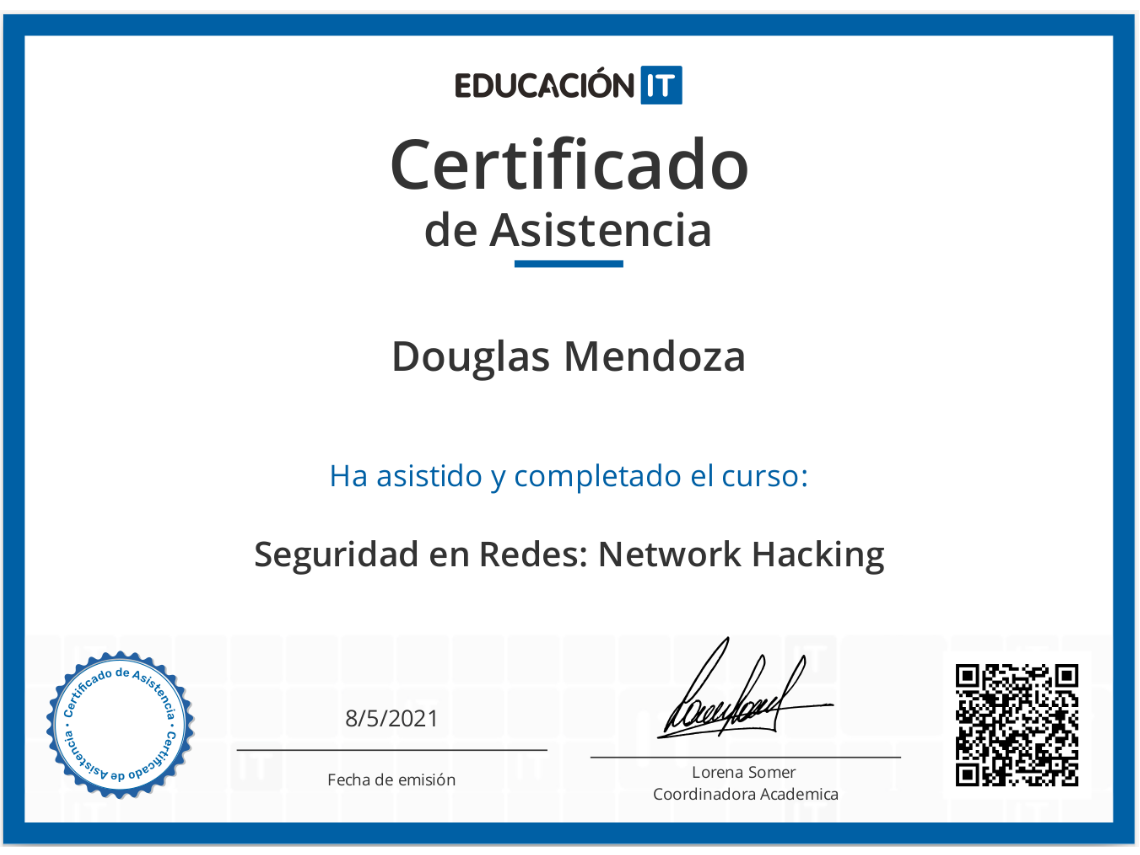 EDUCACIÓN IT
Certificado
de Asistencia
Douglas Mendoza
Ha asistido y completado el curso:
Seguridad en Redes: Network Hacking
Certificado de Asistencia · Certificado de Asistencia ·
8/5/2021
Fecha de emisión
Lorena Somer
Coordinadora Academica